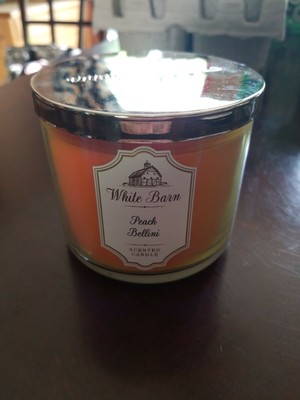 White Barn
Peach
Bellini
SCENTED
CANDLE